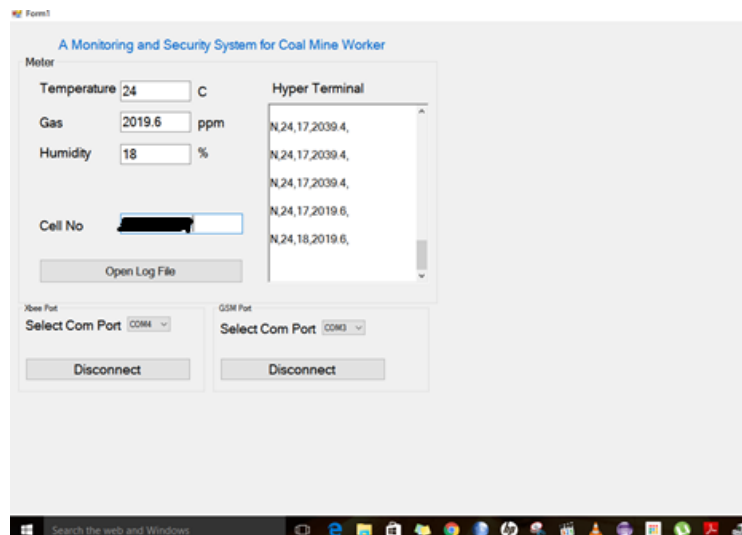 Form1
A Monitoring and Security System for Coal Mine Worker
Meter
Temperature 24 C
Hyper Terminal
Gas 2019.6 ppm
Humidity 18 %
N,24,17,2039.4,
N,24,17,2039.4,
N,24,17,2039.4,
N,24,17,2019.6,
N,24,18,2019.6,
Cell No
Open Log File
Xbee Port
Select Com Port COM4
Disconnect
GSM Port
Select Com Port COM3
Disconnect
Search the web and Windows